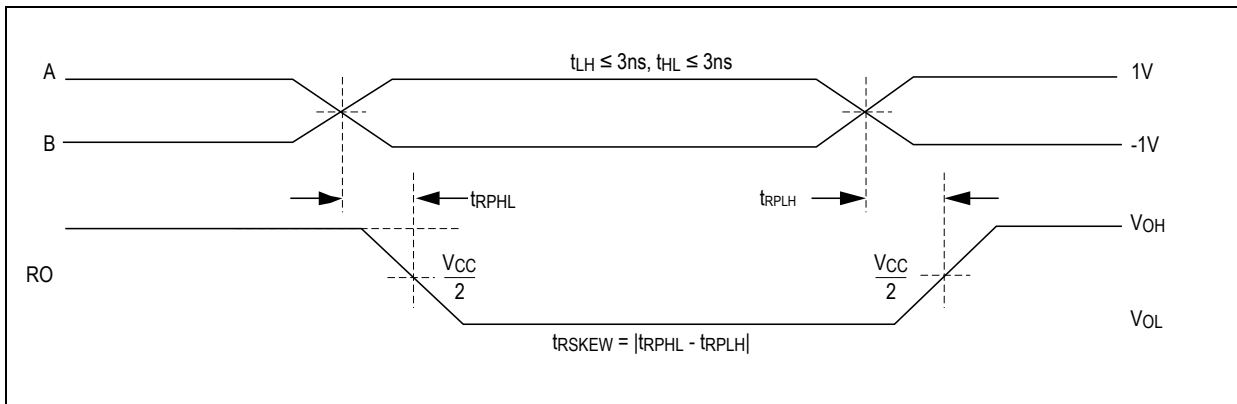 A
tLH ≤ 3ns, tHL ≤ 3ns
1V
B
-1V
tRPHL
tRPLH
VOH
RO
VCC
2
VCC
2
VOL
tRSKEW = |tRPHL - tRPLH|